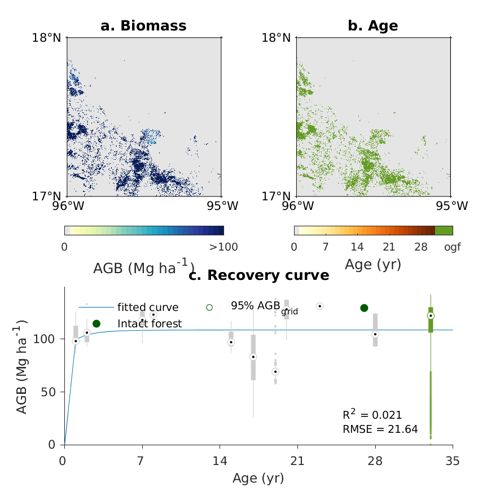 a. Biomass
b. Age
18°N
18°N
17°N
17°N
96°W
95°W
96°W
95°W
0
>100
AGB (Mg ha-1)
0
7
14
21
28
ogf
Age (yr)
c. Recovery curve
fitted curve
95% AGBgrid
Intact forest
AGB (Mg ha-1)
100
50
0
R2 = 0.021
RMSE = 21.64
0
7
14
21
28
35
Age (yr)